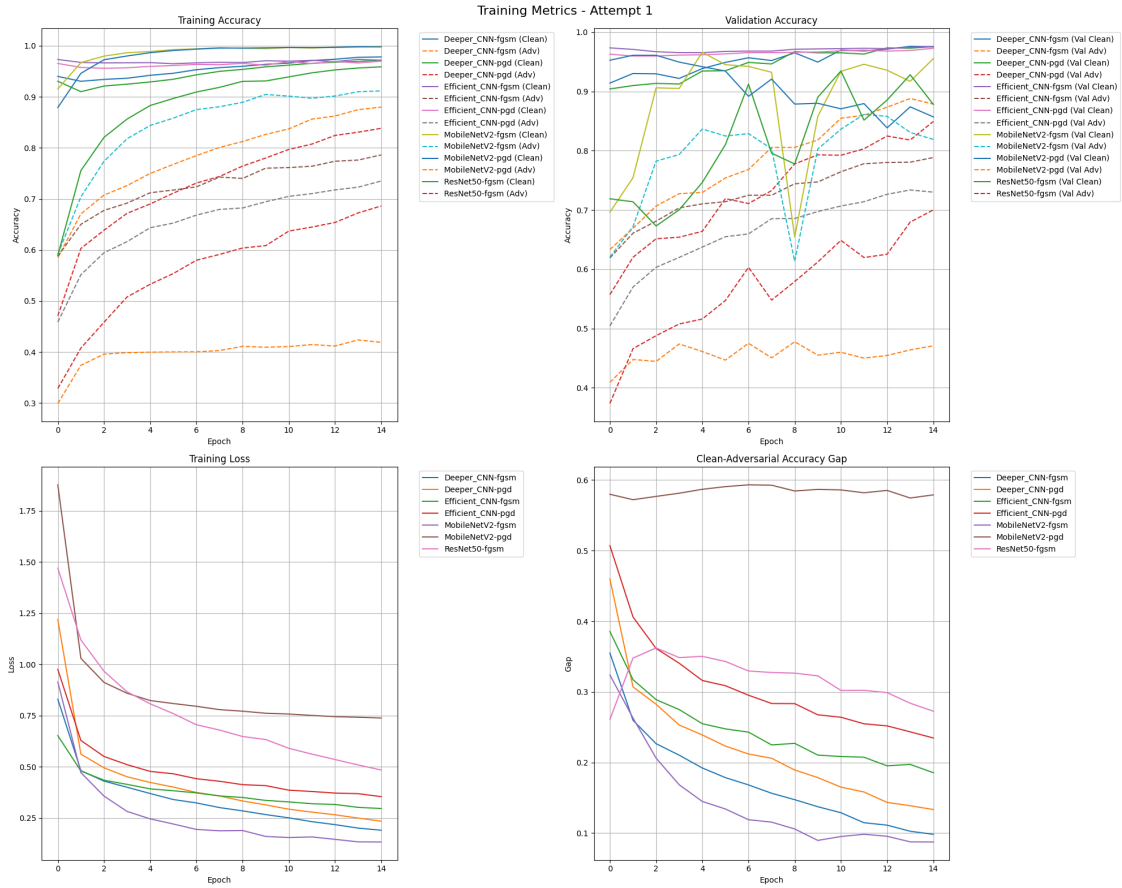 Training Metrics - Attempt 1
Training Accuracy
Accuracy
1.0
0.9
0.8
0.7
0.6
0.5
0.4
0.3
0 2 4 6 8 10 12 14
Epoch
Deeper_CNN-fgsm (Clean)
Deeper_CNN-fgsm (Adv)
Deeper_CNN-pgd (Clean)
Deeper_CNN-pgd (Adv)
Efficient_CNN-fgsm (Clean)
Efficient_CNN-fgsm (Adv)
Efficient_CNN-pgd (Clean)
Efficient_CNN-pgd (Adv)
MobileNetV2-fgsm (Clean)
MobileNetV2-fgsm (Adv)
MobileNetV2-pgd (Clean)
MobileNetV2-pgd (Adv)
ResNet50-fgsm (Clean)
ResNet50-fgsm (Adv)
Validation Accuracy
Accuracy
1.0
0.9
0.8
0.7
0.6
0.5
0.4
0 2 4 6 8 10 12 14
Epoch
Deeper_CNN-fgsm (Val Clean)
Deeper_CNN-fgsm (Val Adv)
Deeper_CNN-pgd (Val Clean)
Deeper_CNN-pgd (Val Adv)
Efficient_CNN-fgsm (Val Clean)
Efficient_CNN-fgsm (Val Adv)
Efficient_CNN-pgd (Val Clean)
Efficient_CNN-pgd (Val Adv)
MobileNetV2-fgsm (Val Clean)
MobileNetV2-fgsm (Val Adv)
MobileNetV2-pgd (Val Clean)
MobileNetV2-pgd (Val Adv)
ResNet50-fgsm (Val Clean)
ResNet50-fgsm (Val Adv)
Training Loss
Loss
1.75
1.50
1.25
1.00
0.75
0.50
0.25
0 2 4 6 8 10 12 14
Epoch
Deeper_CNN-fgsm
Deeper_CNN-pgd
Efficient_CNN-fgsm
Efficient_CNN-pgd
MobileNetV2-fgsm
MobileNetV2-pgd
ResNet50-fgsm
Clean-Adversarial Accuracy Gap
Gap
0.6
0.5
0.4
0.3
0.2
0.1
0 2 4 6 8 10 12 14
Epoch
Deeper_CNN-fgsm
Deeper_CNN-pgd
Efficient_CNN-fgsm
Efficient_CNN-pgd
MobileNetV2-fgsm
MobileNetV2-pgd
ResNet50-fgsm